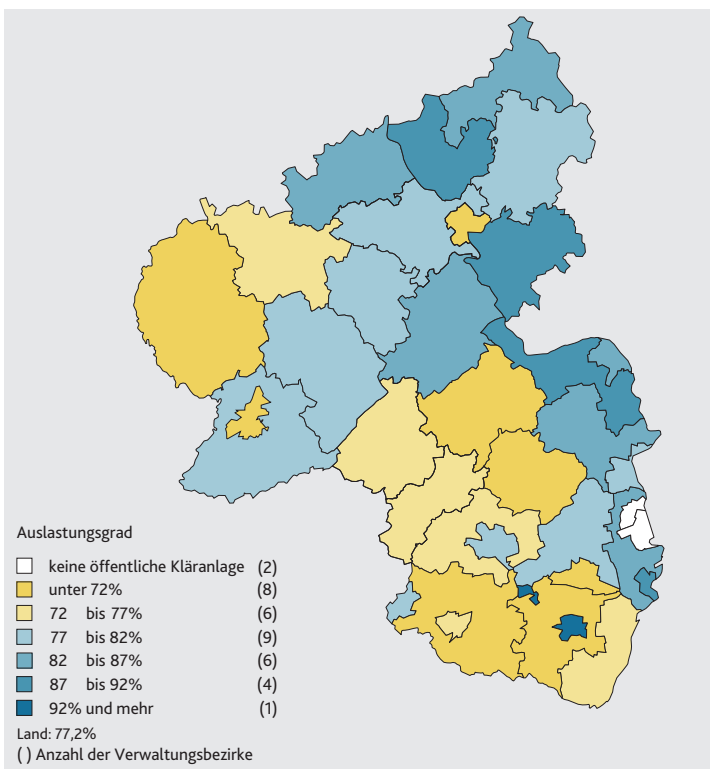 Auslastungsgrad
keine öffentliche Kläranlage (2)
unter 72% (8)
72 bis 77% (6)
77 bis 82% (9)
82 bis 87% (6)
87 bis 92% (4)
92% und mehr (1)
Land: 77,2%
( ) Anzahl der Verwaltungsbezirke